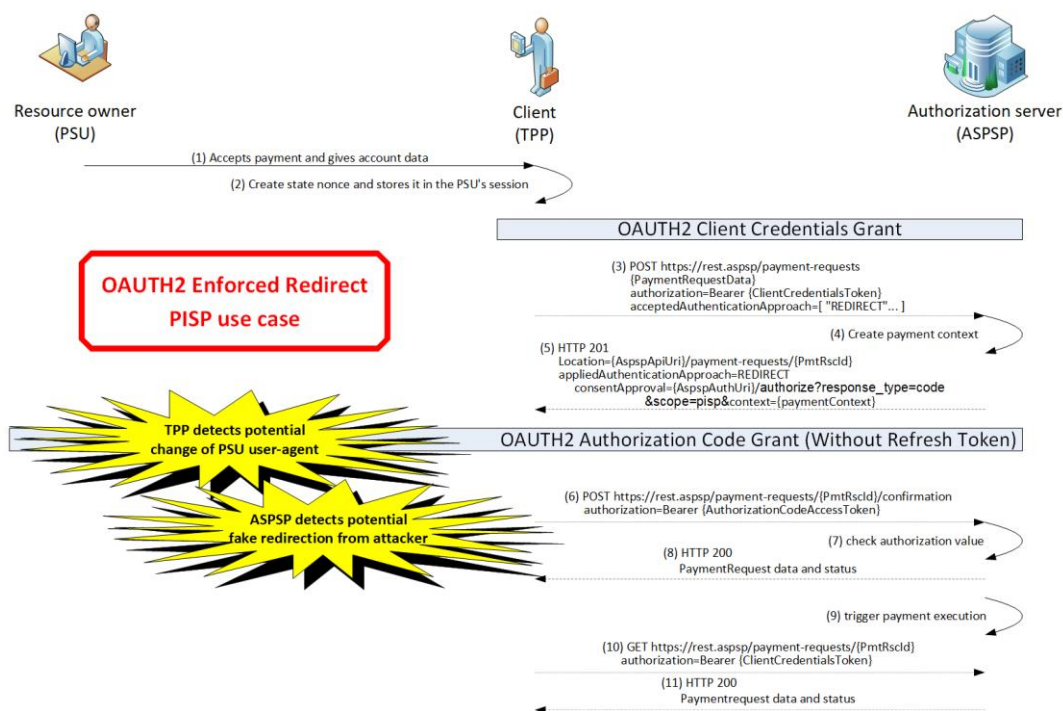 Resource owner
(PSU)
Client
(TPP)
Authorization server
(ASPSP)
(1) Accepts payment and gives account data
(2) Create state nonce and stores it in the PSU's session
OAUTH2 Client Credentials Grant
OAUTH2 Enforced Redirect
PISP use case
(3) POST https://rest.aspsp/payment-requests
{PaymentRequestData}
authorization=Bearer {ClientCredentialsToken}
acceptedAuthenticationApproach=[ "REDIRECT"... ]
(4) Create payment context
(5) HTTP 201
Location={AspspApiUri}/payment-requests/{PmtRscId}
appliedAuthenticationApproach=REDIRECT
consentApproval={AspspAuthUri}/authorize?response_type=code
&scope=pisp&context={paymentContext}
TPP detects potential
change of PSU user-agent
OAUTH2 Authorization Code Grant (Without Refresh Token)
ASPSP detects potential
fake redirection from attacker
(6) POST https://rest.aspsp/payment-requests/{PmtRscId}/confirmation
authorization=Bearer {AuthorizationCodeAccessToken}
(7) check authorization value
(8) HTTP 200
PaymentRequest data and status
(9) trigger payment execution
(10) GET https://rest.aspsp/payment-requests/{PmtRscId}
authorization=Bearer {ClientCredentialsToken}
(11) HTTP 200
Paymentrequest data and status